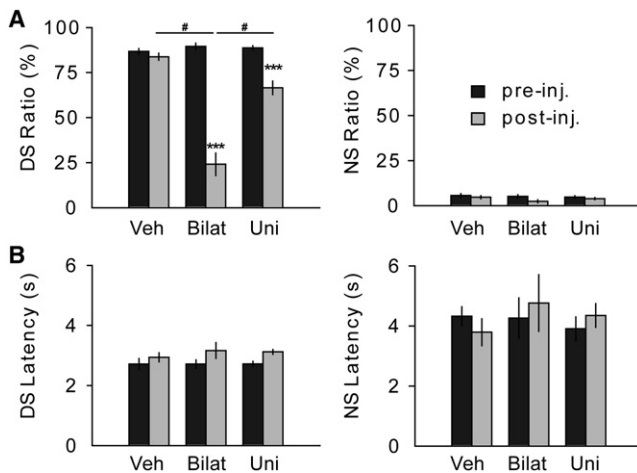 A
DS Ratio (%)
100
75
50
25
0
# #
***
***
Veh Bilat Uni
NS Ratio (%)
100
75
50
25
0
pre-inj.
post-inj.
Veh Bilat Uni
B
DS Latency (s)
6
4
2
0
Veh Bilat Uni
NS Latency (s)
6
4
2
0
Veh Bilat Uni